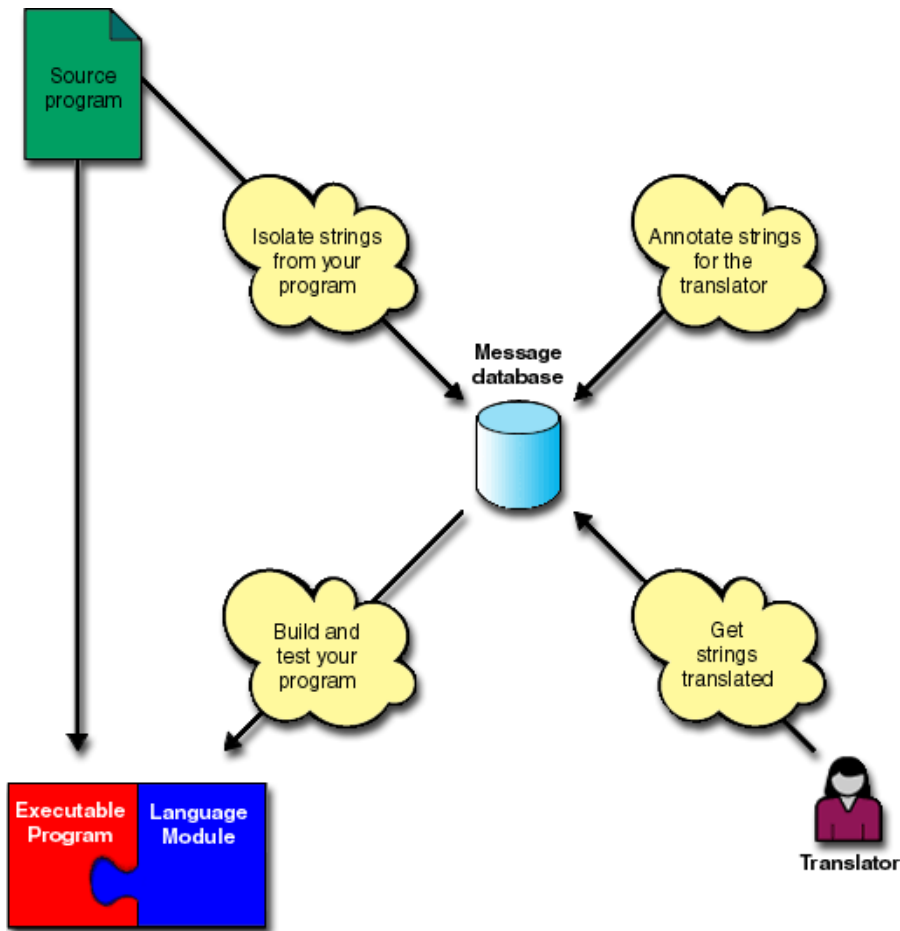 Source
program
Isolate strings
from your
program
Annotate strings
for the
translator
Message
database
Build and
test your
program
Get
strings
translated
Executable
Program
Language
Module
Translator